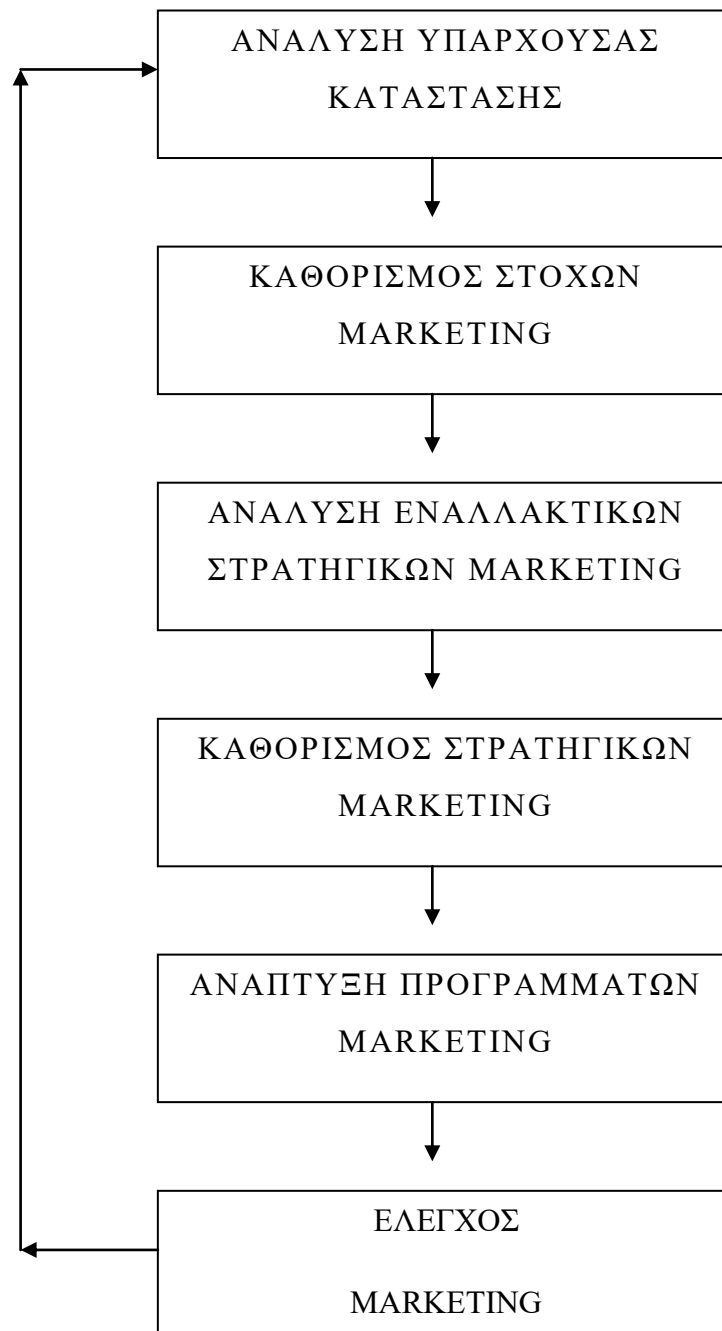 ΑΝΑΛΥΣΗ ΥΠΑΡΧΟΥΣΑΣ
ΚΑΤΑΣΤΑΣΗΣ
ΚΑΘΟΡΙΣΜΟΣ ΣΤΟΧΩΝ
MARKETING
ΑΝΑΛΥΣΗ ΕΝΑΛΛΑΚΤΙΚΩΝ
ΣΤΡΑΤΗΓΙΚΩΝ MARKETING
ΚΑΘΟΡΙΣΜΟΣ ΣΤΡΑΤΗΓΙΚΩΝ
MARKETING
ΑΝΑΠΤΥΞΗ ΠΡΟΓΡΑΜΜΑΤΩΝ
MARKETING
ΕΛΕΓΧΟΣ
MARKETING